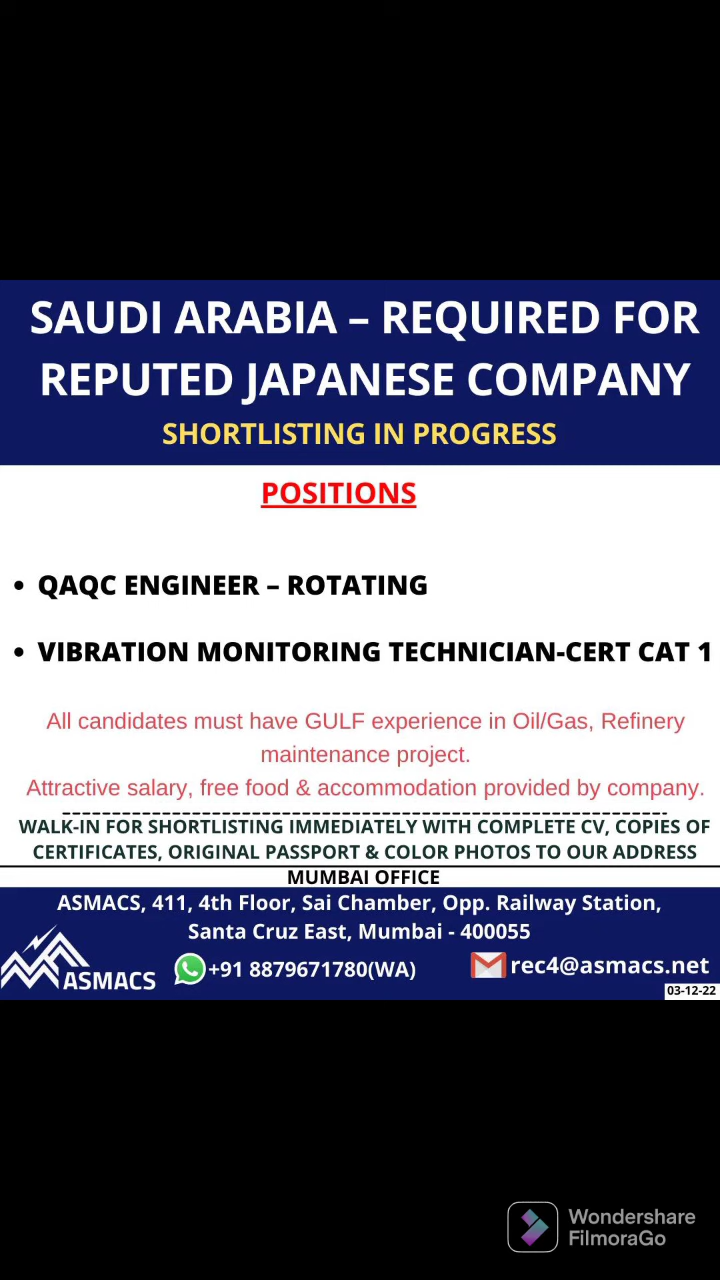 SAUDI ARABIA – REQUIRED FOR
REPUTED JAPANESE COMPANY
SHORTLISTING IN PROGRESS
POSITIONS
• QAQC ENGINEER – ROTATING
• VIBRATION MONITORING TECHNICIAN-CERT CAT 1
All candidates must have GULF experience in Oil/Gas, Refinery
maintenance project.
Attractive salary, free food & accommodation provided by company.
WALK-IN FOR SHORTLISTING IMMEDIATELY WITH COMPLETE CV, COPIES OF
CERTIFICATES, ORIGINAL PASSPORT & COLOR PHOTOS TO OUR ADDRESS
MUMBAI OFFICE
ASMACS, 411, 4th Floor, Sai Chamber, Opp. Railway Station,
Santa Cruz East, Mumbai - 400055
ASMACS
+91 8879671780(WA)
rec4@asmacs.net
03-12-22
Wondershare
FilmoraGo